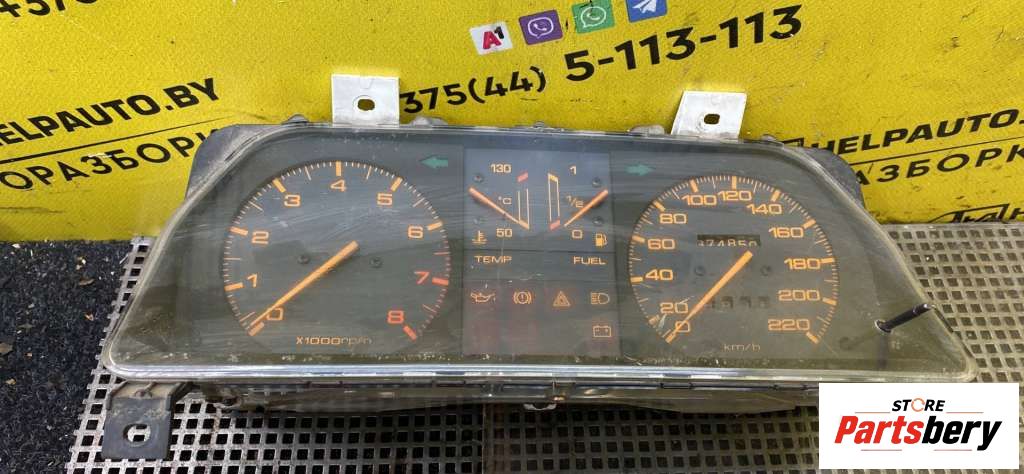 A1
+375(44) 5-113-113
HELPAUTO.BY
ОРАЗБОРК
HELPAUTO.
РАЗБОРК
0 1 2 3 4 5 6 7 8
X1000rpm
130 1
°C 1/2
50 0
TEMP FUEL
0 20 40 60 80 100 120 140 160 180 200 220
km/h
STORE
Partsbery